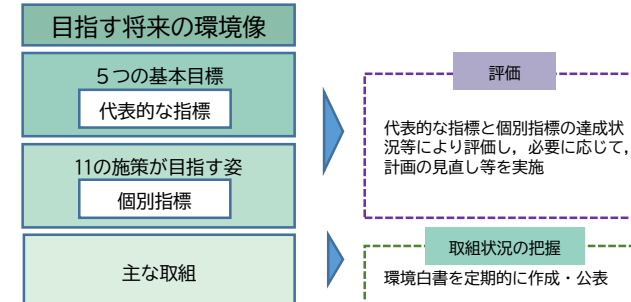 目指す将来の環境像
５つの基本目標
代表的な指標
11の施策が目指す姿
個別指標
主な取組
評価
代表的な指標と個別指標の達成状
況等により評価し，必要に応じて，
計画の見直し等を実施
取組状況の把握
環境白書を定期的に作成・公表